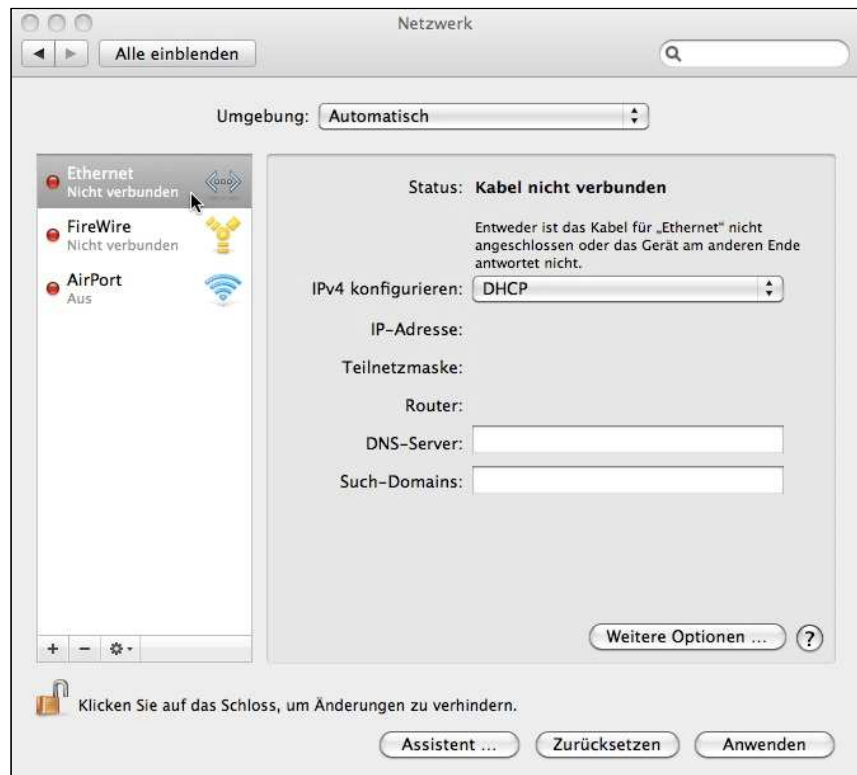 Netzwerk
Alle einblenden
Umgebung: Automatisch
Ethernet
Nicht verbunden
FireWire
Nicht verbunden
AirPort
Aus
Status: Kabel nicht verbunden
Entweder ist das Kabel für „Ethernet“ nicht
angeschlossen oder das Gerät am anderen Ende
antwortet nicht.
IPv4 konfigurieren: DHCP
IP-Adresse:
Teilnetzmaske:
Router:
DNS-Server:
Such-Domains:
Weitere Optionen ... ?
Klicken Sie auf das Schloss, um Änderungen zu verhindern.
Assistent ... Zurücksetzen Anwenden